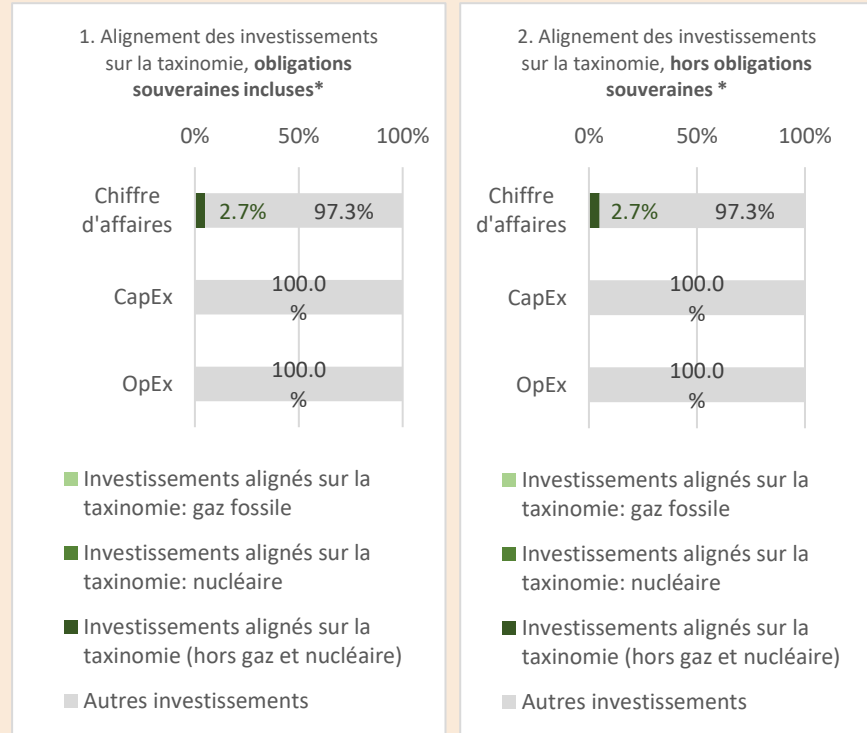 1. Alignement des investissements
sur la taxinomie, obligations
souveraines incluses*
0% 50% 100%
Chiffre
d'affaires
2.7% 97.3%
CapEx
100.0
%
OpEx
100.0
%
Investissements alignés sur la
taxinomie: gaz fossile
Investissements alignés sur la
taxinomie: nucléaire
Investissements alignés sur la
taxinomie (hors gaz et nucléaire)
Autres investissements
2. Alignement des investissements
sur la taxinomie, hors obligations
souveraines *
0% 50% 100%
Chiffre
d'affaires
2.7% 97.3%
CapEx
100.0
%
OpEx
100.0
%
Investissements alignés sur la
taxinomie: gaz fossile
Investissements alignés sur la
taxinomie: nucléaire
Investissements alignés sur la
taxinomie (hors gaz et nucléaire)
Autres investissements